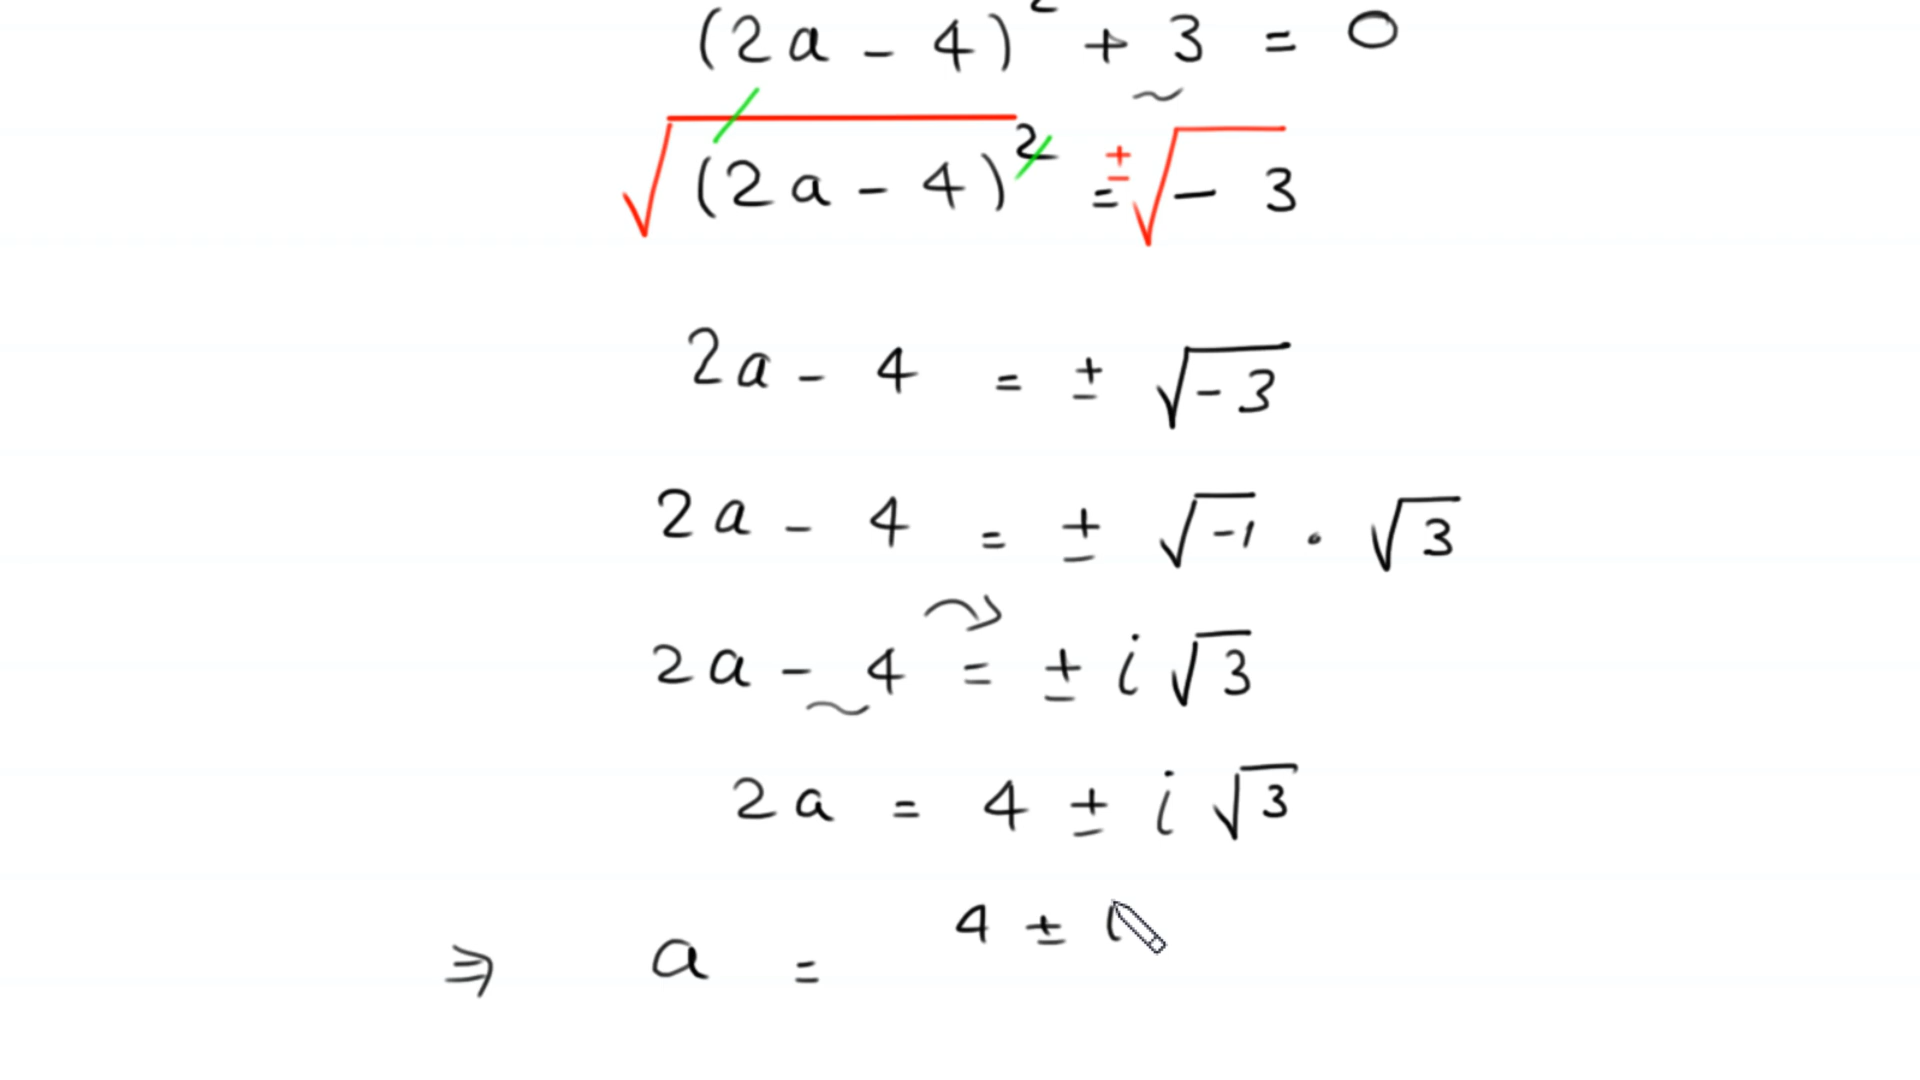 (2a - 4)² + 3 = 0
√(2a - 4)² = ± √- 3
2a - 4 = ± √-3
2a - 4 = ± √-1 · √3
2a - 4 = ± i √3
2a = 4 ± i √3
⇒ a = 4 ±